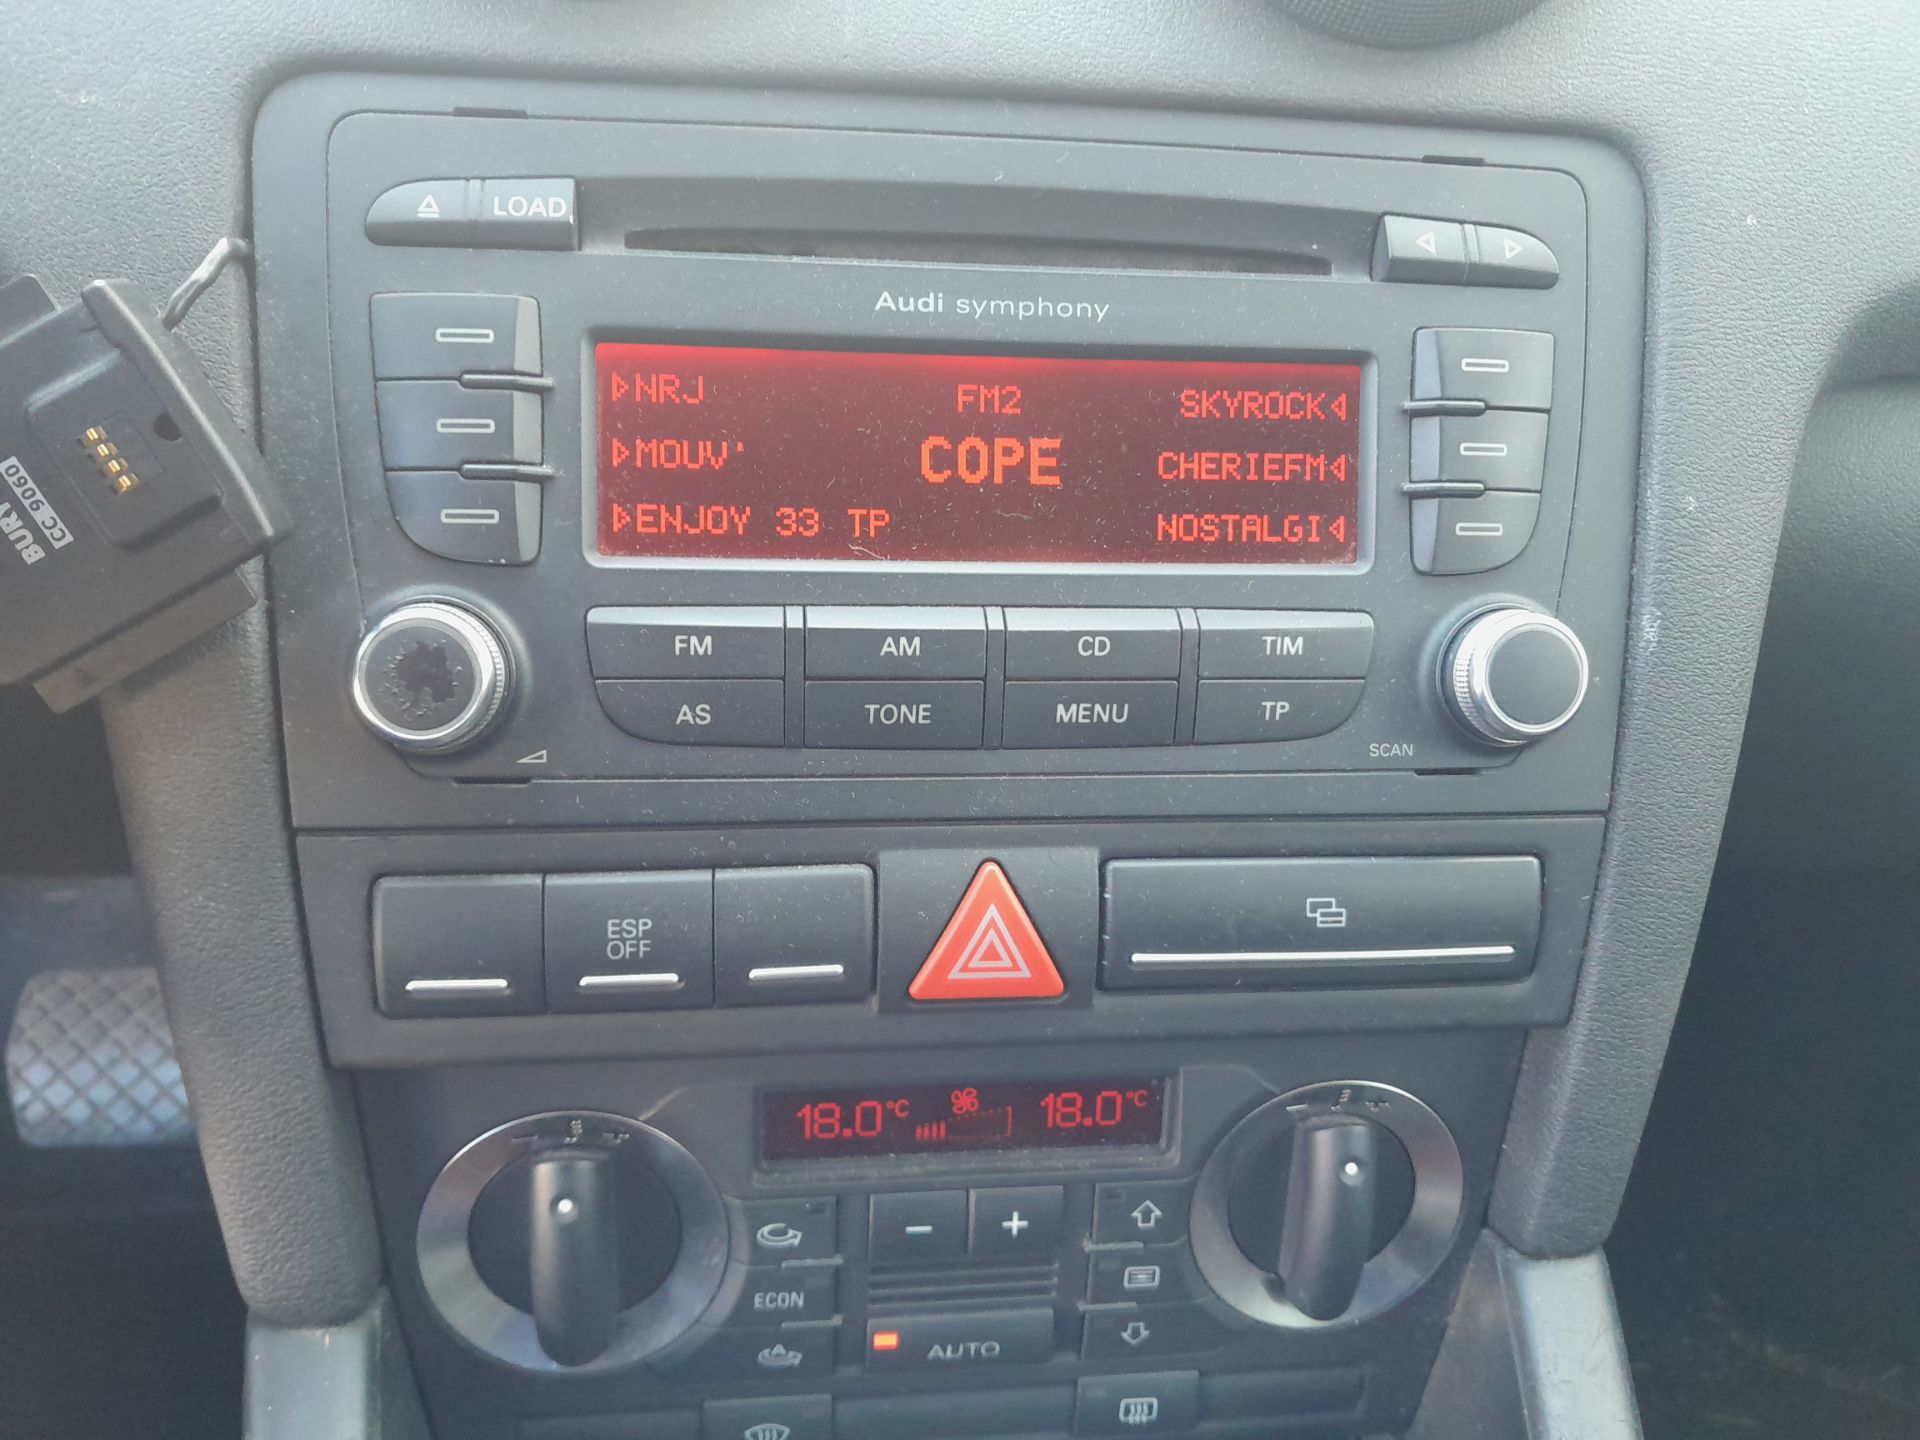 LOAD
Audi symphony
NRJ FM2 SKYROCK
MOUV' COPE CHERIEFM
ENJOY 33 TP NOSTALGI
BURY
CC 9060
FM AM CD TIM
AS TONE MENU TP
SCAN
ESP
OFF
18.0°C 18.0°C
- +
- +
- +
ECON
AUTO